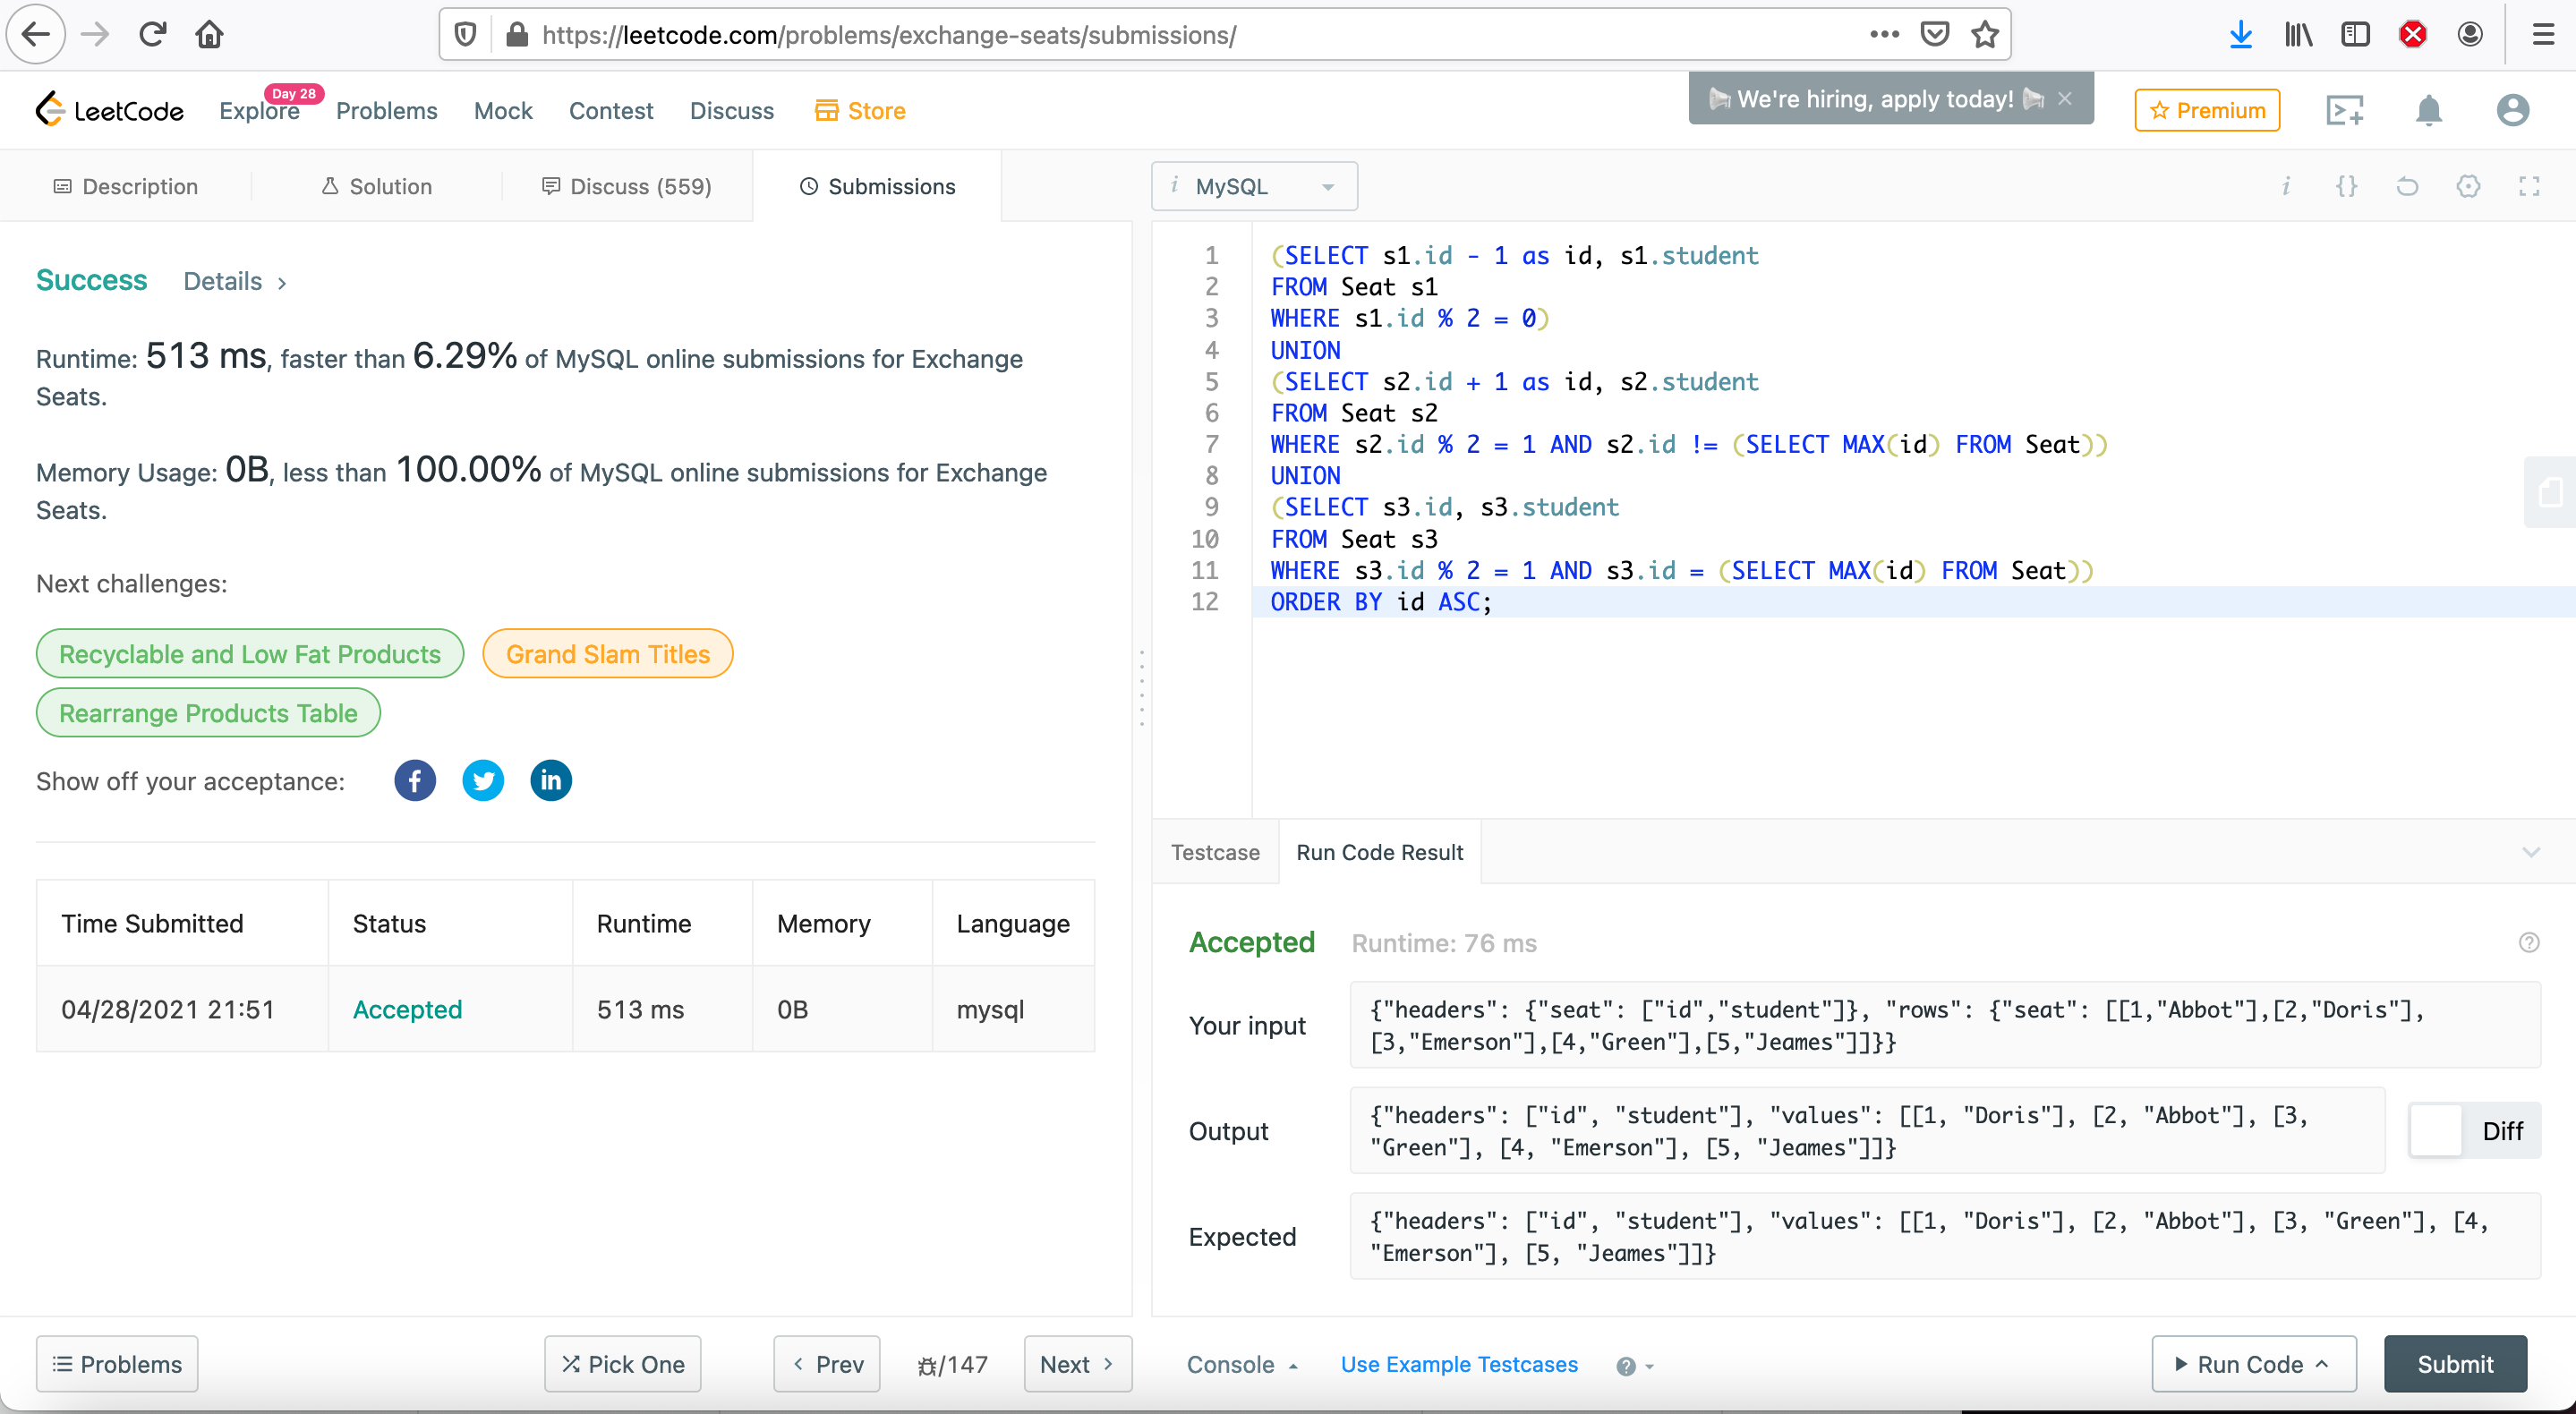 https://leetcode.com/problems/exchange-seats/submissions/
LeetCode
Explore
Day 28
Problems
Mock
Contest
Discuss
Store
We're hiring, apply today!
Premium
Description
Solution
Discuss (559)
Submissions
i MySQL
i {}
Success Details >
Runtime: 513 ms, faster than 6.29% of MySQL online submissions for Exchange
Seats.
Memory Usage: 0B, less than 100.00% of MySQL online submissions for Exchange
Seats.
Next challenges:
Recyclable and Low Fat Products
Grand Slam Titles
Rearrange Products Table
Show off your acceptance:
f
in
Time Submitted Status Runtime Memory Language
04/28/2021 21:51 Accepted 513 ms 0B mysql
1 (SELECT s1.id - 1 as id, s1.student
2 FROM Seat s1
3 WHERE s1.id % 2 = 0)
4 UNION
5 (SELECT s2.id + 1 as id, s2.student
6 FROM Seat s2
7 WHERE s2.id % 2 = 1 AND s2.id != (SELECT MAX(id) FROM Seat))
8 UNION
9 (SELECT s3.id, s3.student
10 FROM Seat s3
11 WHERE s3.id % 2 = 1 AND s3.id = (SELECT MAX(id) FROM Seat))
12 ORDER BY id ASC;
Testcase
Run Code Result
Accepted Runtime: 76 ms
?
Your input
{"headers": {"seat": ["id","student"]}, "rows": {"seat": [[1,"Abbot"],[2,"Doris"],
[3,"Emerson"],[4,"Green"],[5,"Jeames"]]}}
Output
{"headers": ["id", "student"], "values": [[1, "Doris"], [2, "Abbot"], [3,
"Green"], [4, "Emerson"], [5, "Jeames"]]}
Diff
Expected
{"headers": ["id", "student"], "values": [[1, "Doris"], [2, "Abbot"], [3, "Green"], [4,
"Emerson"], [5, "Jeames"]]}
Problems
Pick One
Prev
/147
Next
Console
Use Example Testcases
?
Run Code
Submit